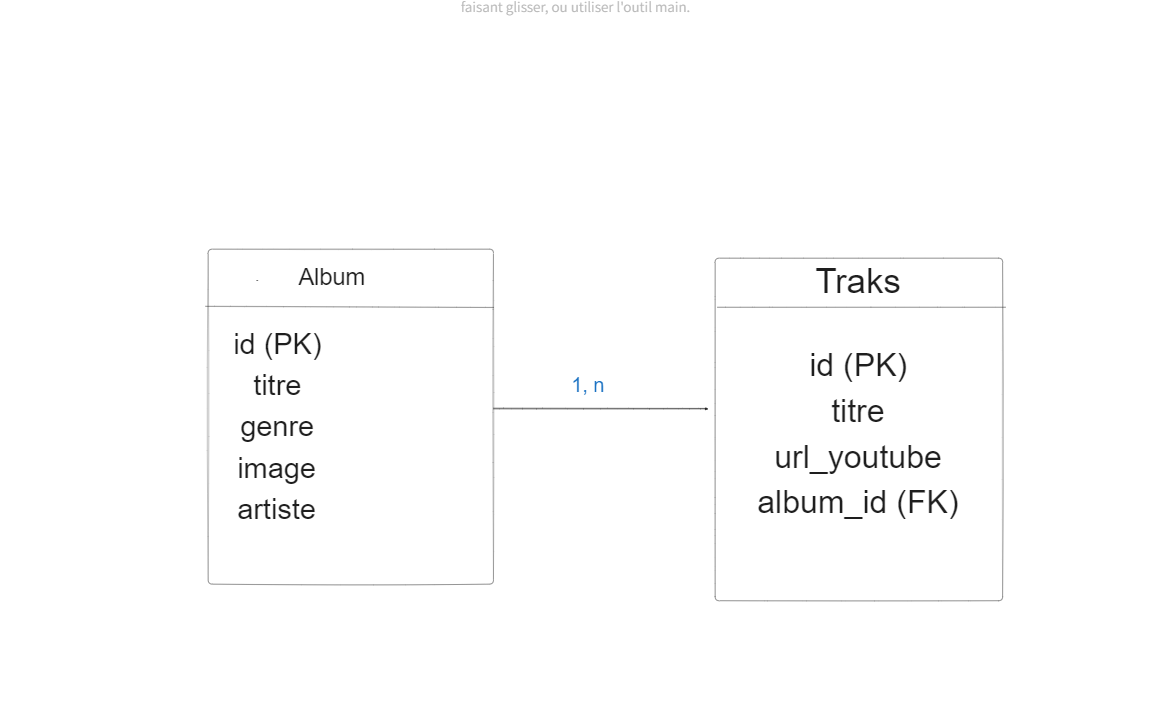 faisant glisser, ou utiliser l'outil main.
Album
id (PK)
titre
genre
image
artiste
1, n
Traks
id (PK)
titre
url_youtube
album_id (FK)